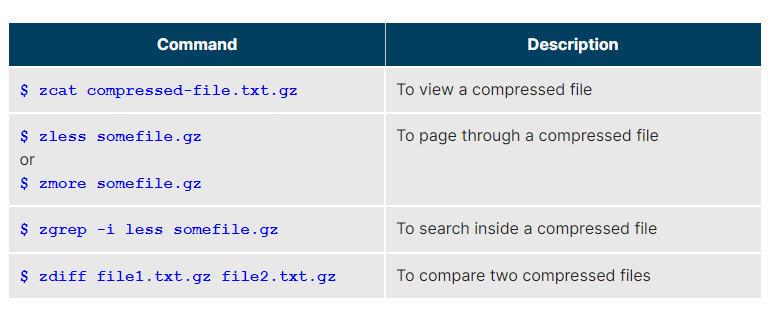 Command Description
$ zcat compressed-file.txt.gz To view a compressed file
$ zless somefile.gz To page through a compressed file
or
$ zmore somefile.gz
$ zgrep -i less somefile.gz To search inside a compressed file
$ zdiff file1.txt.gz file2.txt.gz To compare two compressed files